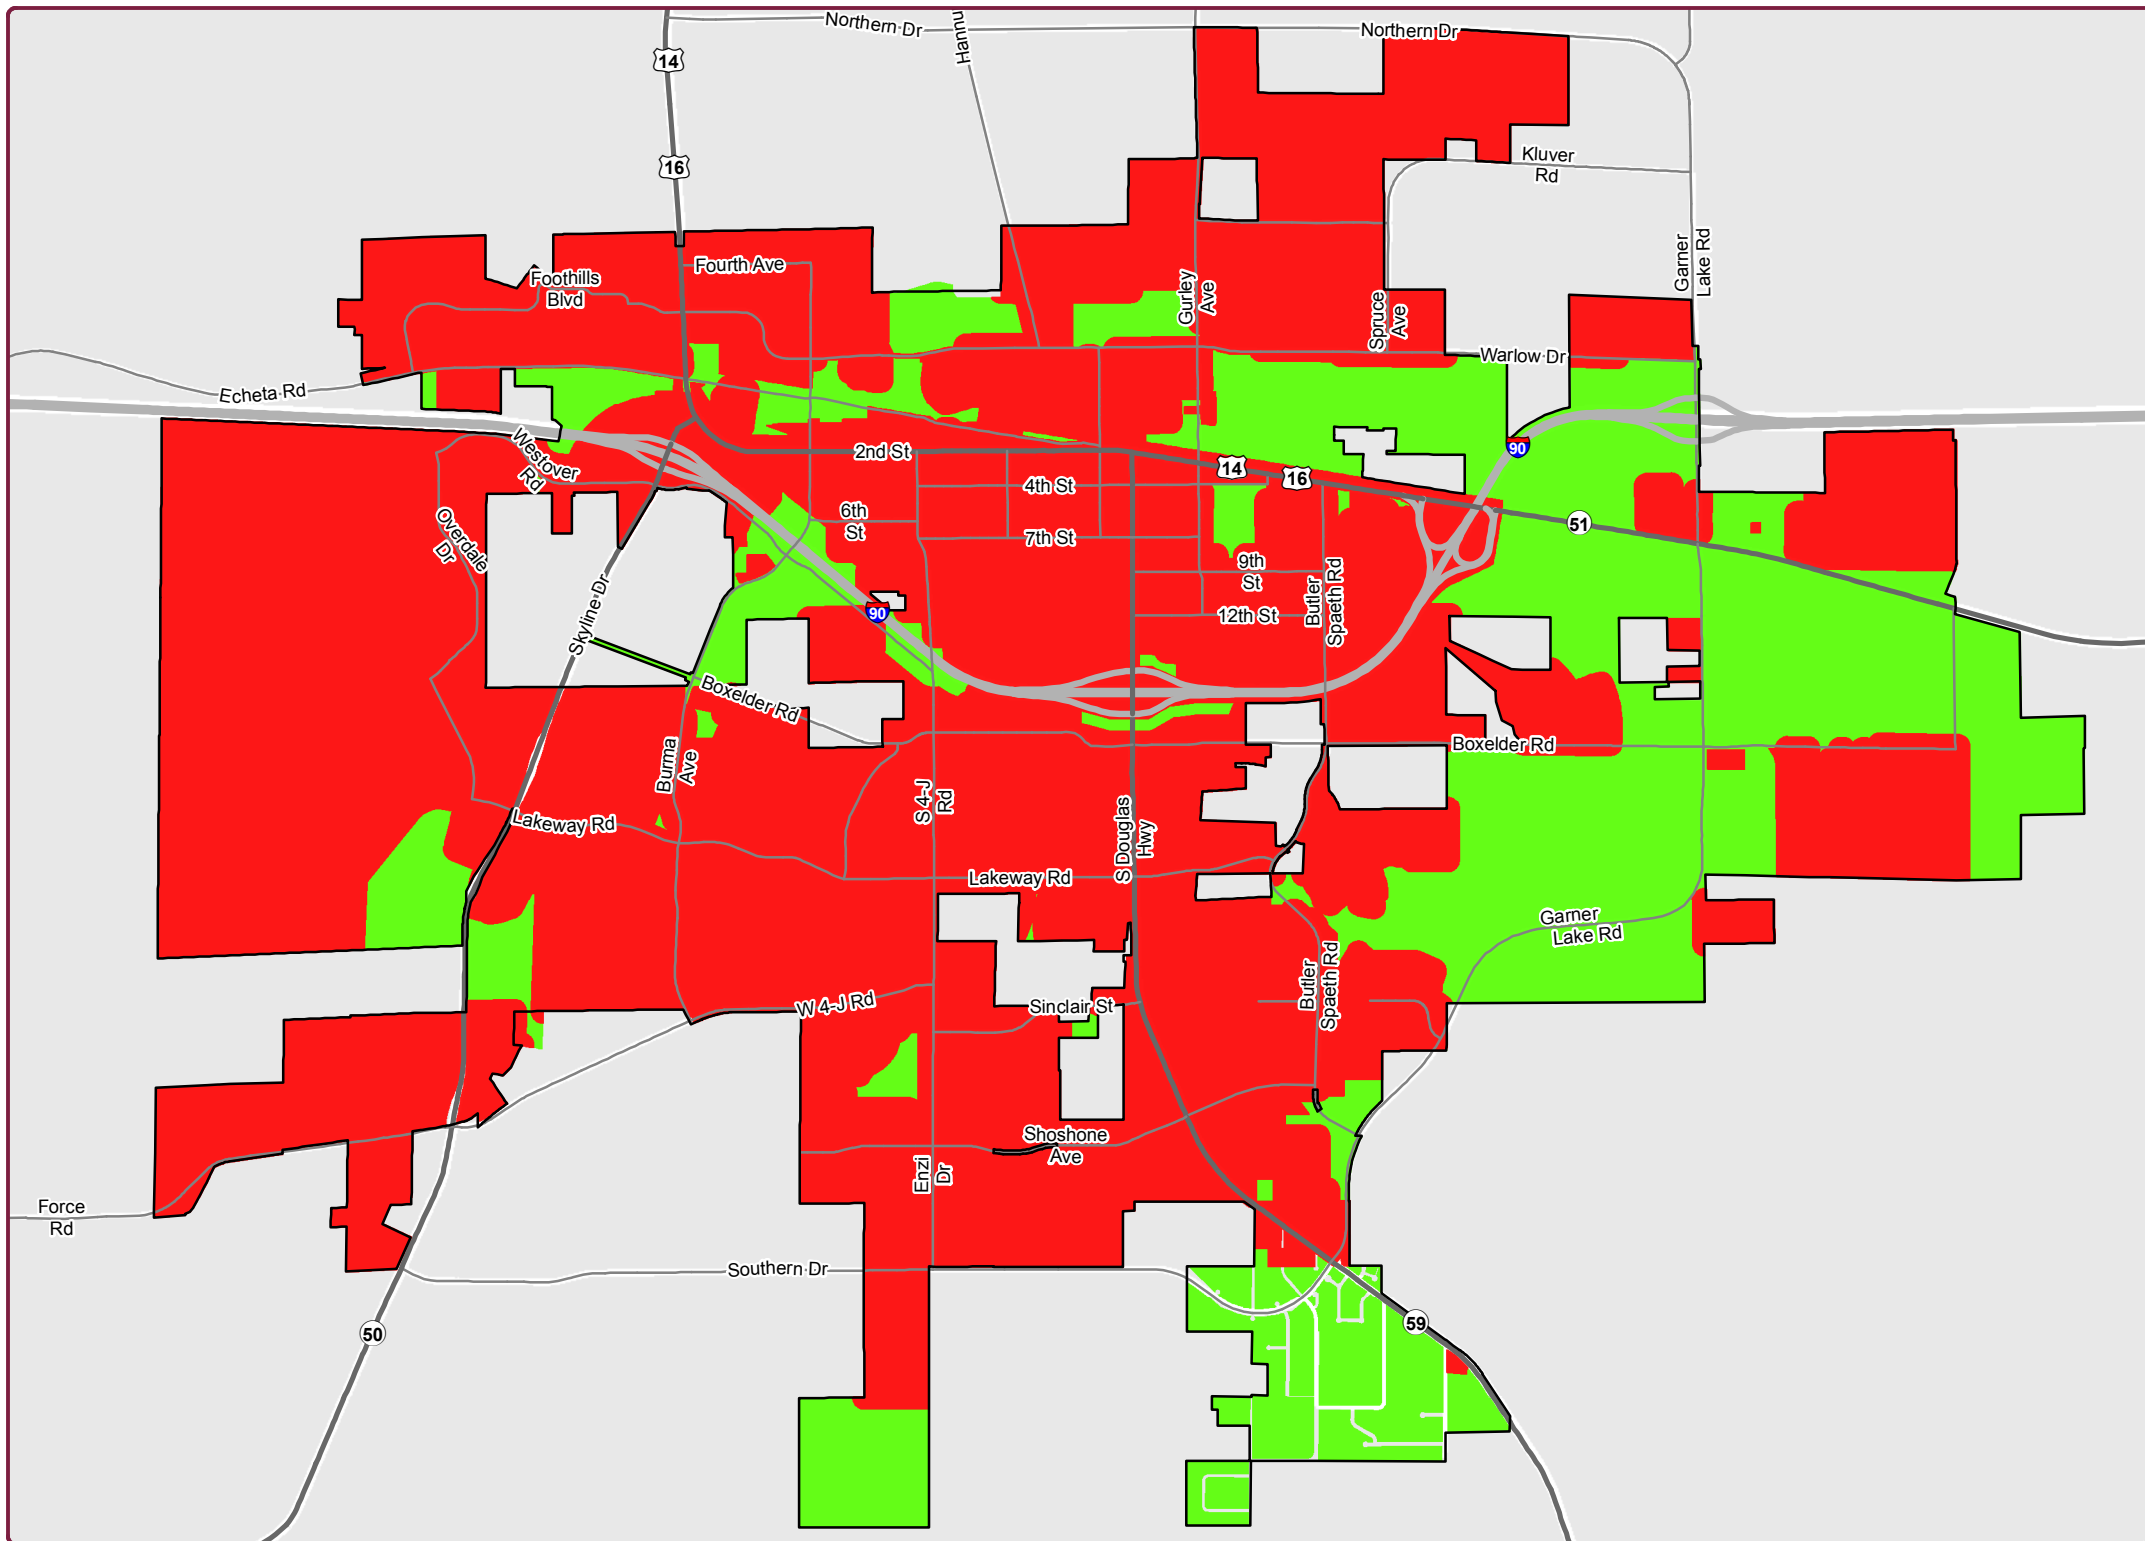 Northern Dr
Northern Dr
Hannu
14
16
Kluver
Rd
Garner
Lake Rd
Fourth Ave
Foothills
Blvd
Gurley
Ave
Spruce
Ave
Warlow Dr
Echeta Rd
Westover
Rd
2nd St
14
16
90
4th St
6th
St
7th St
51
Overdale
Dr
9th
St
Butler
Spaeth Rd
12th St
90
Skyline Dr
Boxelder Rd
Boxelder Rd
Burma
Ave
S 4-J
Rd
S Douglas
Hwy
Lakeway Rd
Lakeway Rd
Garner
Lake Rd
Butler
Spaeth Rd
W 4-J Rd
Sinclair St
Shoshone
Ave
Enzi
Dr
Force
Rd
Southern Dr
50
59